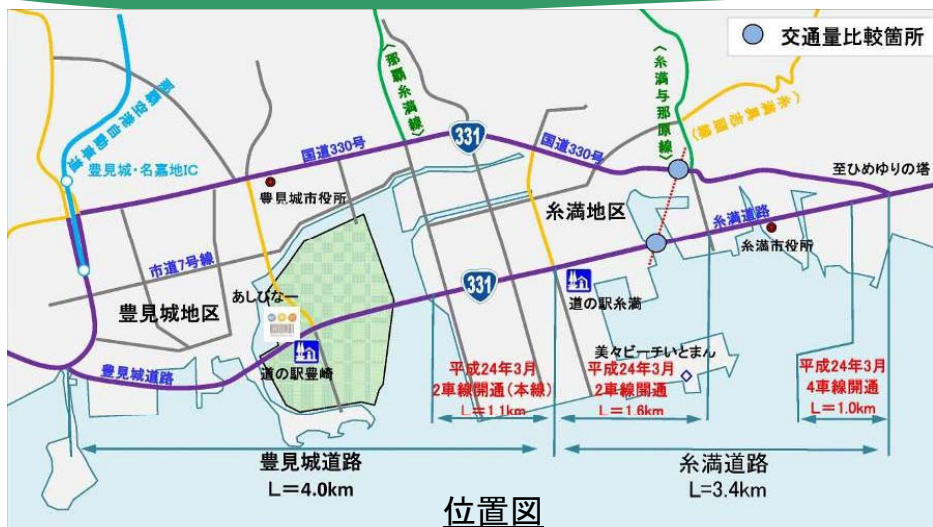 交通量比較箇所
〈那覇糸満線〉
〈糸満与那原線〉
(糸満具志頭線)
那覇空港自動車道
豊見城・名嘉地IC
国道330号
331
国道330号
至ひめゆりの塔
豊見城市役所
糸満地区
糸満道路
糸満市役所
市道7号線
331
豊見城地区
あしびなー
道の駅糸満
道の駅豊崎
豊見城道路
美々ビーチいとまん
平成24年3月
2車線開通(本線)
L=1.1km
平成24年3月
2車線開通
L=1.6km
平成24年3月
4車線開通
L=1.0km
豊見城道路
L=4.0km
糸満道路
L=3.4km
位置図